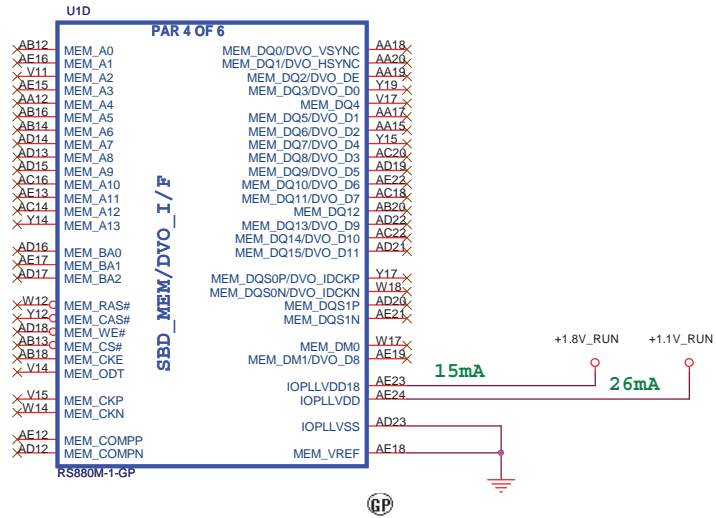 U1D
PAR 4 OF 6
SBD_MEM/DVO_I/F
AB12 MEM_A0
AE16 MEM_A1
V11 MEM_A2
AE15 MEM_A3
AA12 MEM_A4
AB16 MEM_A5
AB14 MEM_A6
AD14 MEM_A7
AD13 MEM_A8
AD15 MEM_A9
AC16 MEM_A10
AE13 MEM_A11
AC14 MEM_A12
Y14 MEM_A13
AD16 MEM_BA0
AE17 MEM_BA1
AD17 MEM_BA2
W12 MEM_RAS#
Y12 MEM_CAS#
AD18 MEM_WE#
AB13 MEM_CS#
AB18 MEM_CKE
V14 MEM_ODT
V15 MEM_CKP
W14 MEM_CKN
AE12 MEM_COMPP
AD12 MEM_COMPN
MEM_DQ0/DVO_VSYNC AA18
MEM_DQ1/DVO_HSYNC AA20
MEM_DQ2/DVO_DE AA19
MEM_DQ3/DVO_D0 Y19
MEM_DQ4 V17
MEM_DQ5/DVO_D1 AA17
MEM_DQ6/DVO_D2 AA15
MEM_DQ7/DVO_D4 Y15
MEM_DQ8/DVO_D3 AC20
MEM_DQ9/DVO_D5 AD19
MEM_DQ10/DVO_D6 AE22
MEM_DQ11/DVO_D7 AC18
MEM_DQ12 AB20
MEM_DQ13/DVO_D9 AD22
MEM_DQ14/DVO_D10 AC22
MEM_DQ15/DVO_D11 AD21
MEM_DQS0P/DVO_IDCKP Y17
MEM_DQS0N/DVO_IDCKN W18
MEM_DQS1P AD20
MEM_DQS1N AE21
MEM_DM0 W17
MEM_DM1/DVO_D8 AE19
IOPLLVDD18 AE23
IOPLLVDD AE24
IOPLLVSS AD23
MEM_VREF AE18
+1.8V_RUN +1.1V_RUN
15mA
26mA
RS880M-1-GP
GP